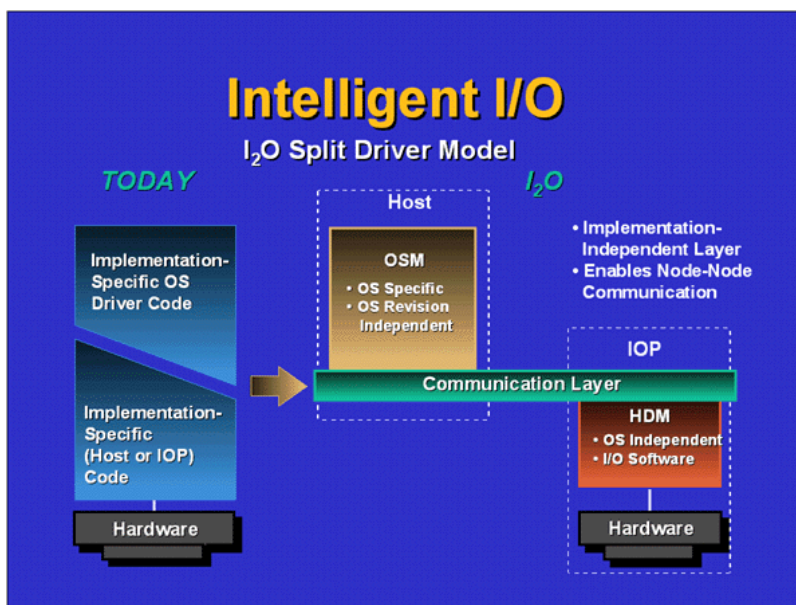 Intelligent I/O
I₂O Split Driver Model
TODAY
I₂O
Implementation-
Specific OS
Driver Code
Implementation-
Specific
(Host or IOP)
Code
Hardware
Host
OSM
• OS Specific
• OS Revision
Independent
Communication Layer
• Implementation-
Independent Layer
• Enables Node-Node
Communication
IOP
HDM
• OS Independent
• I/O Software
Hardware